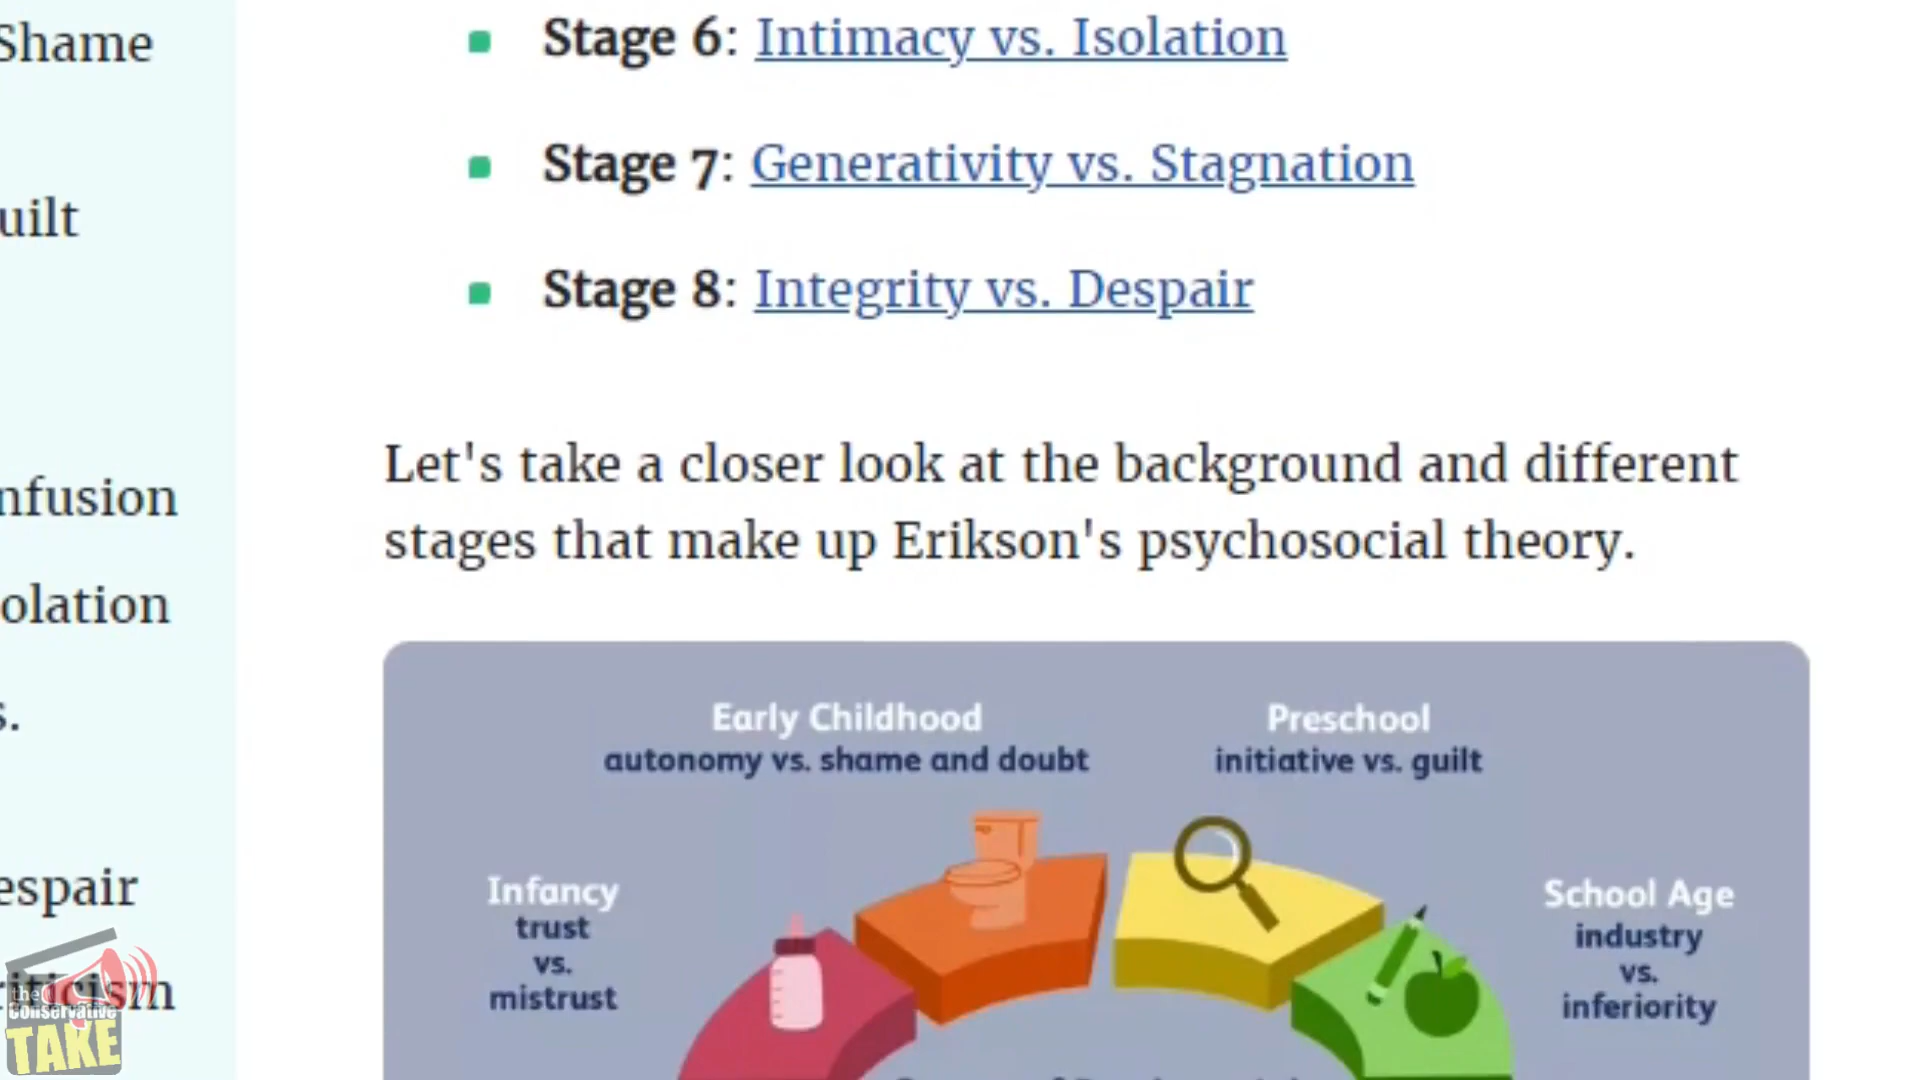 Shame
uilt
nfusion
olation
s.
espair
riticism
Stage 6: Intimacy vs. Isolation
Stage 7: Generativity vs. Stagnation
Stage 8: Integrity vs. Despair
Let's take a closer look at the background and different
stages that make up Erikson's psychosocial theory.
Early Childhood
autonomy vs. shame and doubt
Preschool
initiative vs. guilt
Infancy
trust
vs.
mistrust
School Age
industry
vs.
inferiority
the
Conservative
TAKE